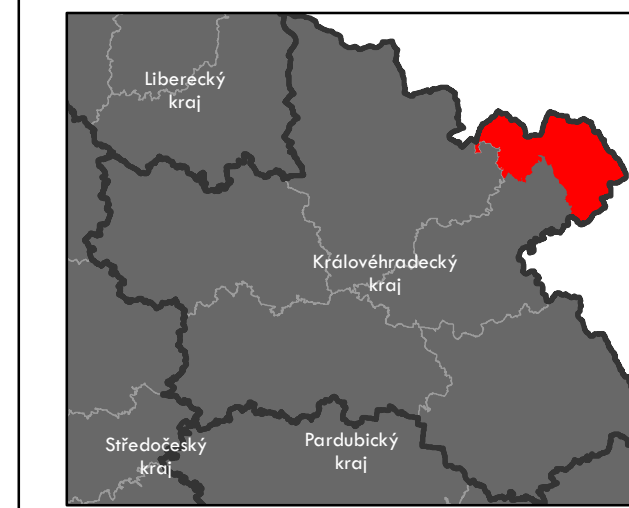 Liberecký
kraj
Královéhradecký
kraj
Středočeský
kraj
Pardubický
kraj